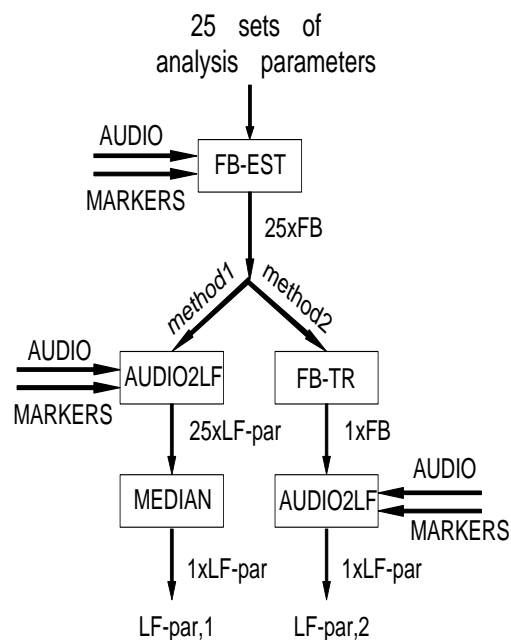 25 sets of
analysis parameters
AUDIO
MARKERS
FB-EST
25xFB
method1
method2
AUDIO
MARKERS
AUDIO2LF
FB-TR
25xLF-par
1xFB
MEDIAN
AUDIO2LF
AUDIO
MARKERS
1xLF-par
1xLF-par
LF-par,1
LF-par,2